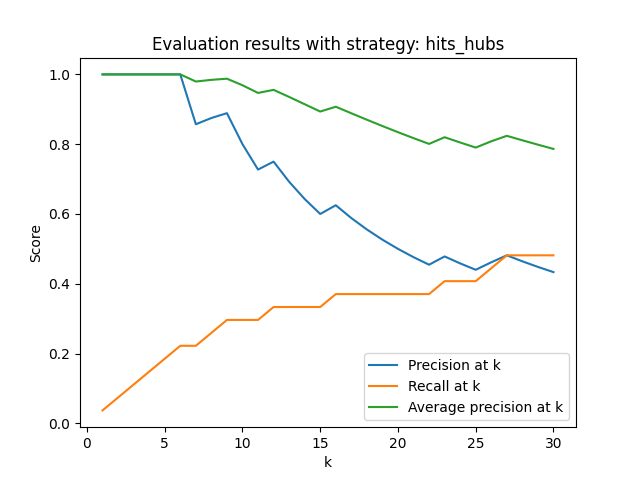 Evaluation results with strategy: hits_hubs
1.0
0.8
0.6
0.4
0.2
0.0
Score
0
5
10
15
20
25
30
k
Precision at k
Recall at k
Average precision at k